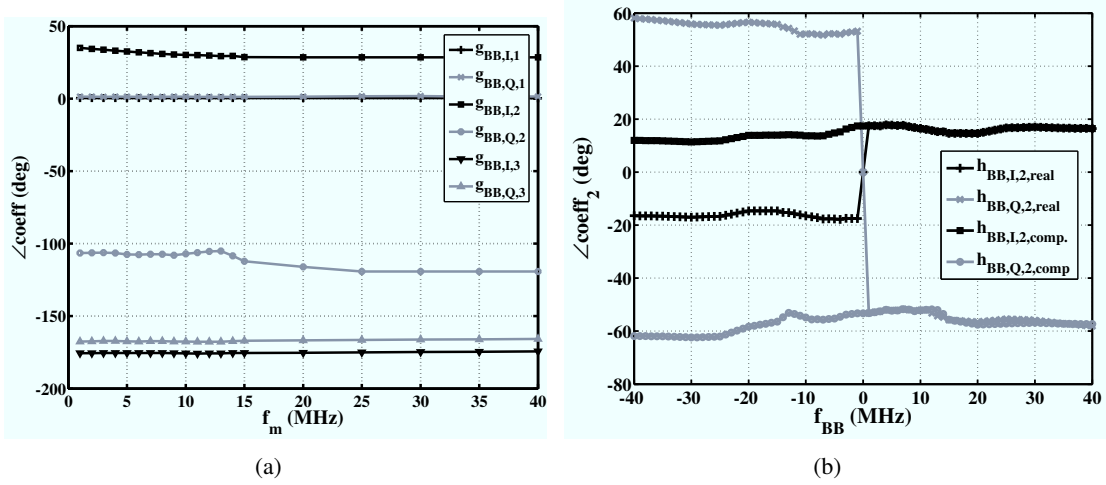 50
0
-50
-100
-150
-200
0
5
10
15
20
25
30
35
40
∠coeff (deg)
f_m (MHz)
g_BB,I,1
g_BB,Q,1
g_BB,I,2
g_BB,Q,2
g_BB,I,3
g_BB,Q,3
(a)
60
40
20
0
-20
-40
-60
-80
-40
-30
-20
-10
0
10
20
30
40
∠coeff_2 (deg)
f_BB (MHz)
h_BB,I,2,real
h_BB,Q,2,real
h_BB,I,2,comp.
h_BB,Q,2,comp
(b)